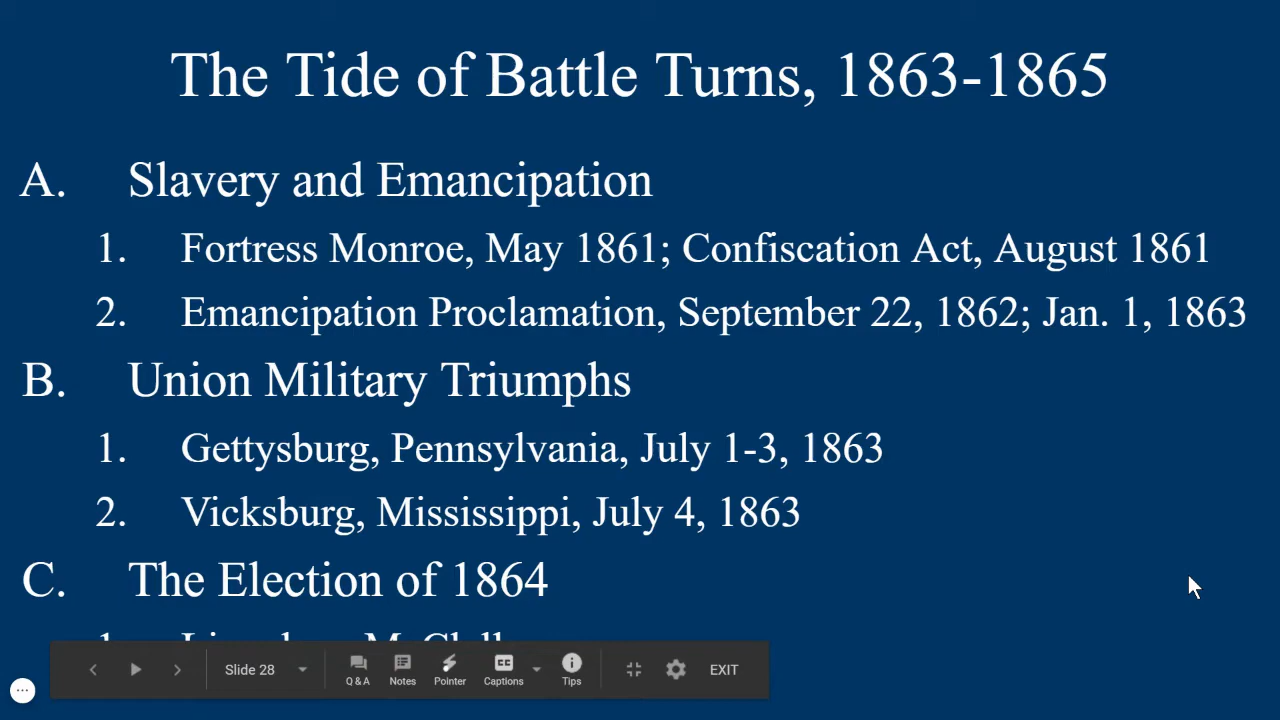 The Tide of Battle Turns, 1863-1865
A. Slavery and Emancipation
1. Fortress Monroe, May 1861; Confiscation Act, August 1861
2. Emancipation Proclamation, September 22, 1862; Jan. 1, 1863
B. Union Military Triumphs
1. Gettysburg, Pennsylvania, July 1-3, 1863
2. Vicksburg, Mississippi, July 4, 1863
C. The Election of 1864
Slide 28 Q & A Notes Pointer Captions Tips EXIT